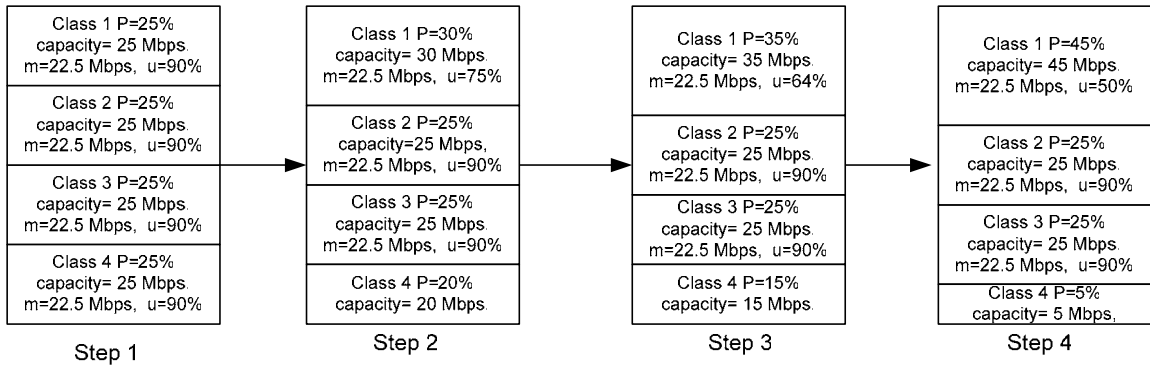 Class 1 P=25%
capacity= 25 Mbps.
m=22.5 Mbps, u=90%
Class 2 P=25%
capacity= 25 Mbps.
m=22.5 Mbps, u=90%
Class 3 P=25%
capacity= 25 Mbps.
m=22.5 Mbps, u=90%
Class 4 P=25%
capacity= 25 Mbps.
m=22.5 Mbps, u=90%
Step 1
Class 1 P=30%
capacity= 30 Mbps.
m=22.5 Mbps, u=75%
Class 2 P=25%
capacity=25 Mbps,
m=22.5 Mbps, u=90%
Class 3 P=25%
capacity= 25 Mbps.
m=22.5 Mbps, u=90%
Class 4 P=20%
capacity= 20 Mbps.
Step 2
Class 1 P=35%
capacity= 35 Mbps.
m=22.5 Mbps, u=64%
Class 2 P=25%
capacity= 25 Mbps.
m=22.5 Mbps, u=90%
Class 3 P=25%
capacity= 25 Mbps.
m=22.5 Mbps, u=90%
Class 4 P=15%
capacity= 15 Mbps.
Step 3
Class 1 P=45%
capacity= 45 Mbps.
m=22.5 Mbps, u=50%
Class 2 P=25%
capacity= 25 Mbps.
m=22.5 Mbps, u=90%
Class 3 P=25%
capacity= 25 Mbps.
m=22.5 Mbps, u=90%
Class 4 P=5%
capacity= 5 Mbps,
Step 4